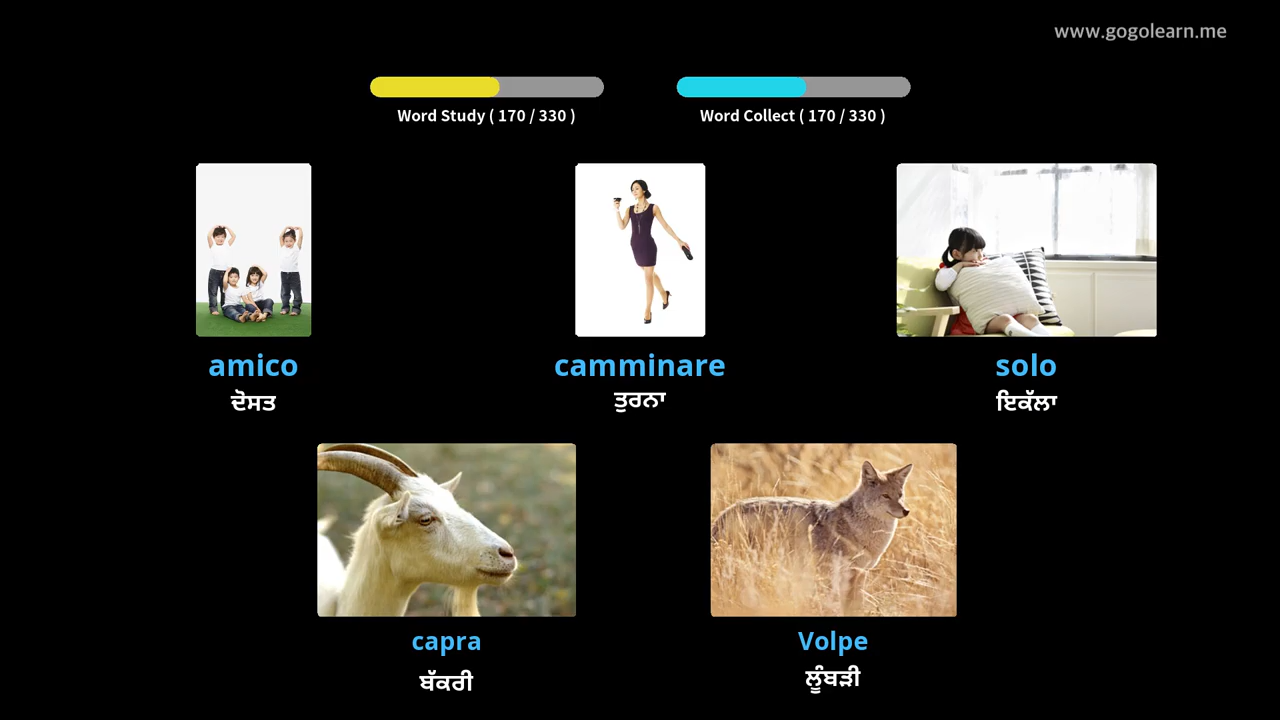 www.gogolearn.me
Word Study ( 170 / 330 )
Word Collect ( 170 / 330 )
amico
camminare
solo
ਦੋਸਤ
ਤੁਰਨਾ
ਇਕੱਲਾ
capra
Volpe
ਬੱਕਰੀ
ਲੂੰਬੜੀ